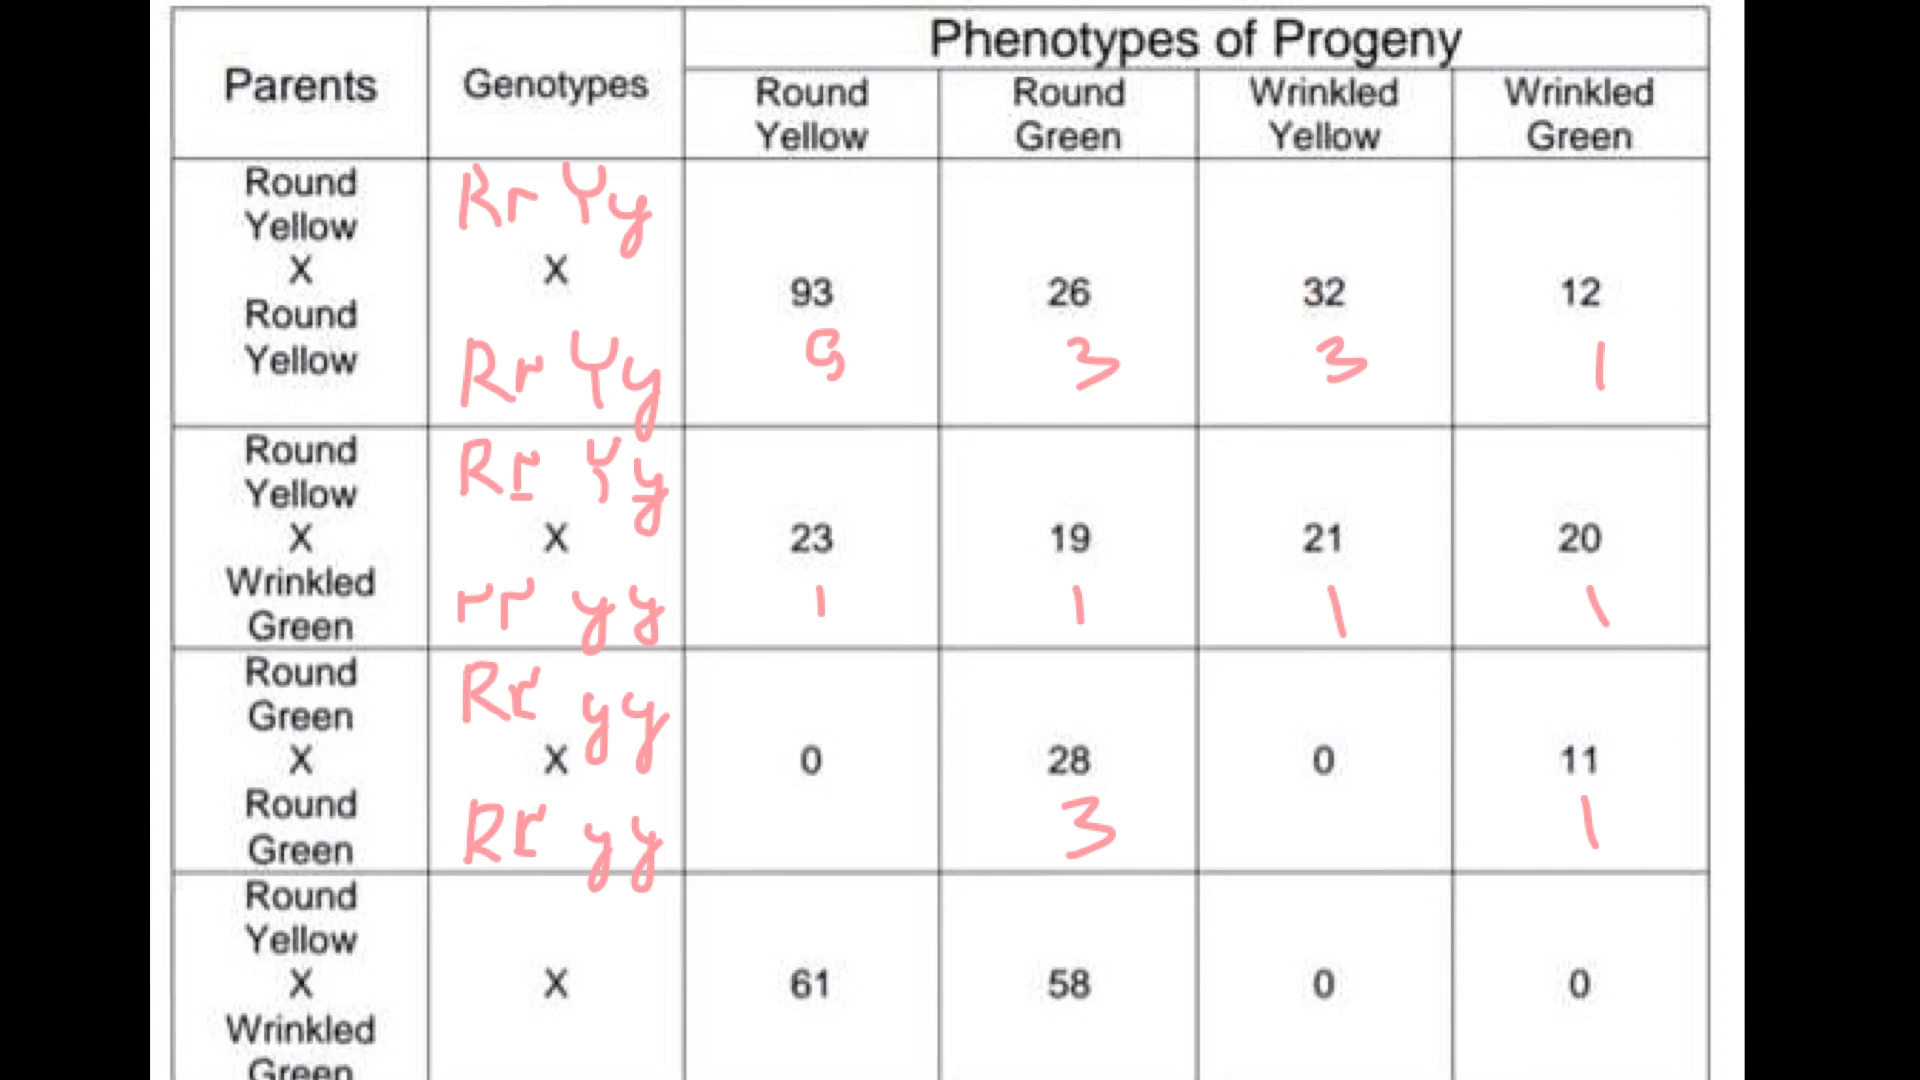 Parents
Genotypes
Phenotypes of Progeny
Round
Yellow
Round
Green
Wrinkled
Yellow
Wrinkled
Green
Round
Yellow
X
Round
Yellow
Rr Yy
X
Rr Yy
93
26
32
12
9
3
3
1
Round
Yellow
X
Wrinkled
Green
Rr Yy
X
rr yy
23
19
21
20
1
1
1
1
Round
Green
X
Round
Green
Rr yy
X
Rr yy
0
28
0
11
3
1
Round
Yellow
X
Wrinkled
Green
X
61
58
0
0